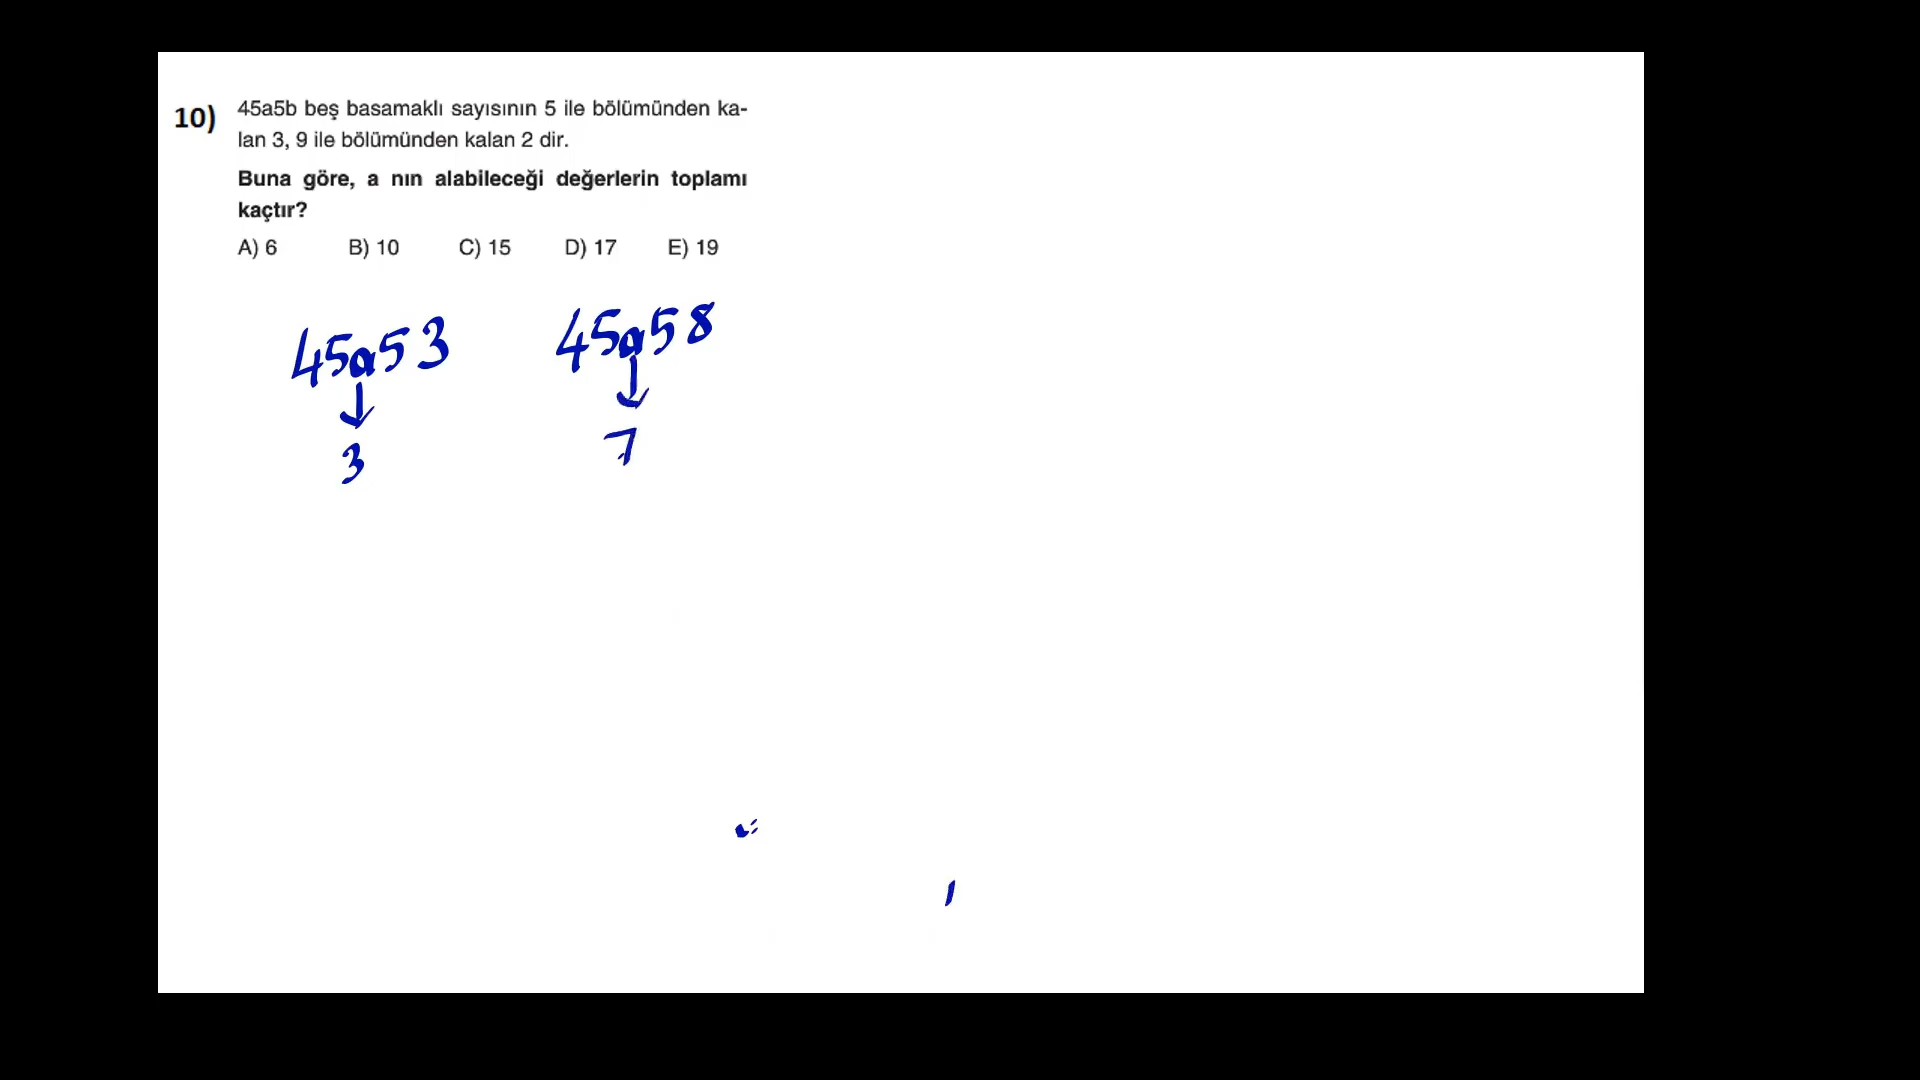 10)
45a5b beş basamaklı sayısının 5 ile bölümünden ka-
lan 3, 9 ile bölümünden kalan 2 dir.
Buna göre, a nın alabileceği değerlerin toplamı
kaçtır?
A) 6 B) 10 C) 15 D) 17 E) 19
45a53 45a58
3 7